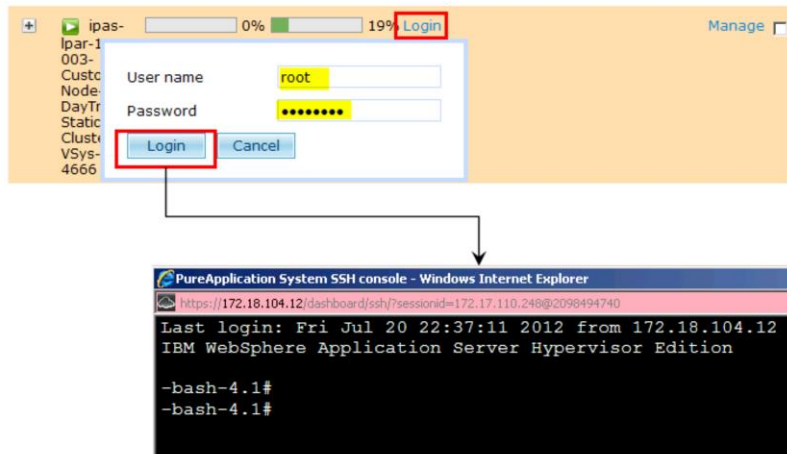 ipas- 0% 19% Login Manage
lpar-1
003-
Custo
Node-
DayTr
Static
Cluste
VSys-
4666
User name root
Password ••••••••
Login Cancel
PureApplication System SSH console - Windows Internet Explorer
https://172.18.104.12/dashboard/ssh/?sessionid=172.17.110.248@2098494740
Last login: Fri Jul 20 22:37:11 2012 from 172.18.104.12
IBM WebSphere Application Server Hypervisor Edition
-bash-4.1#
-bash-4.1#